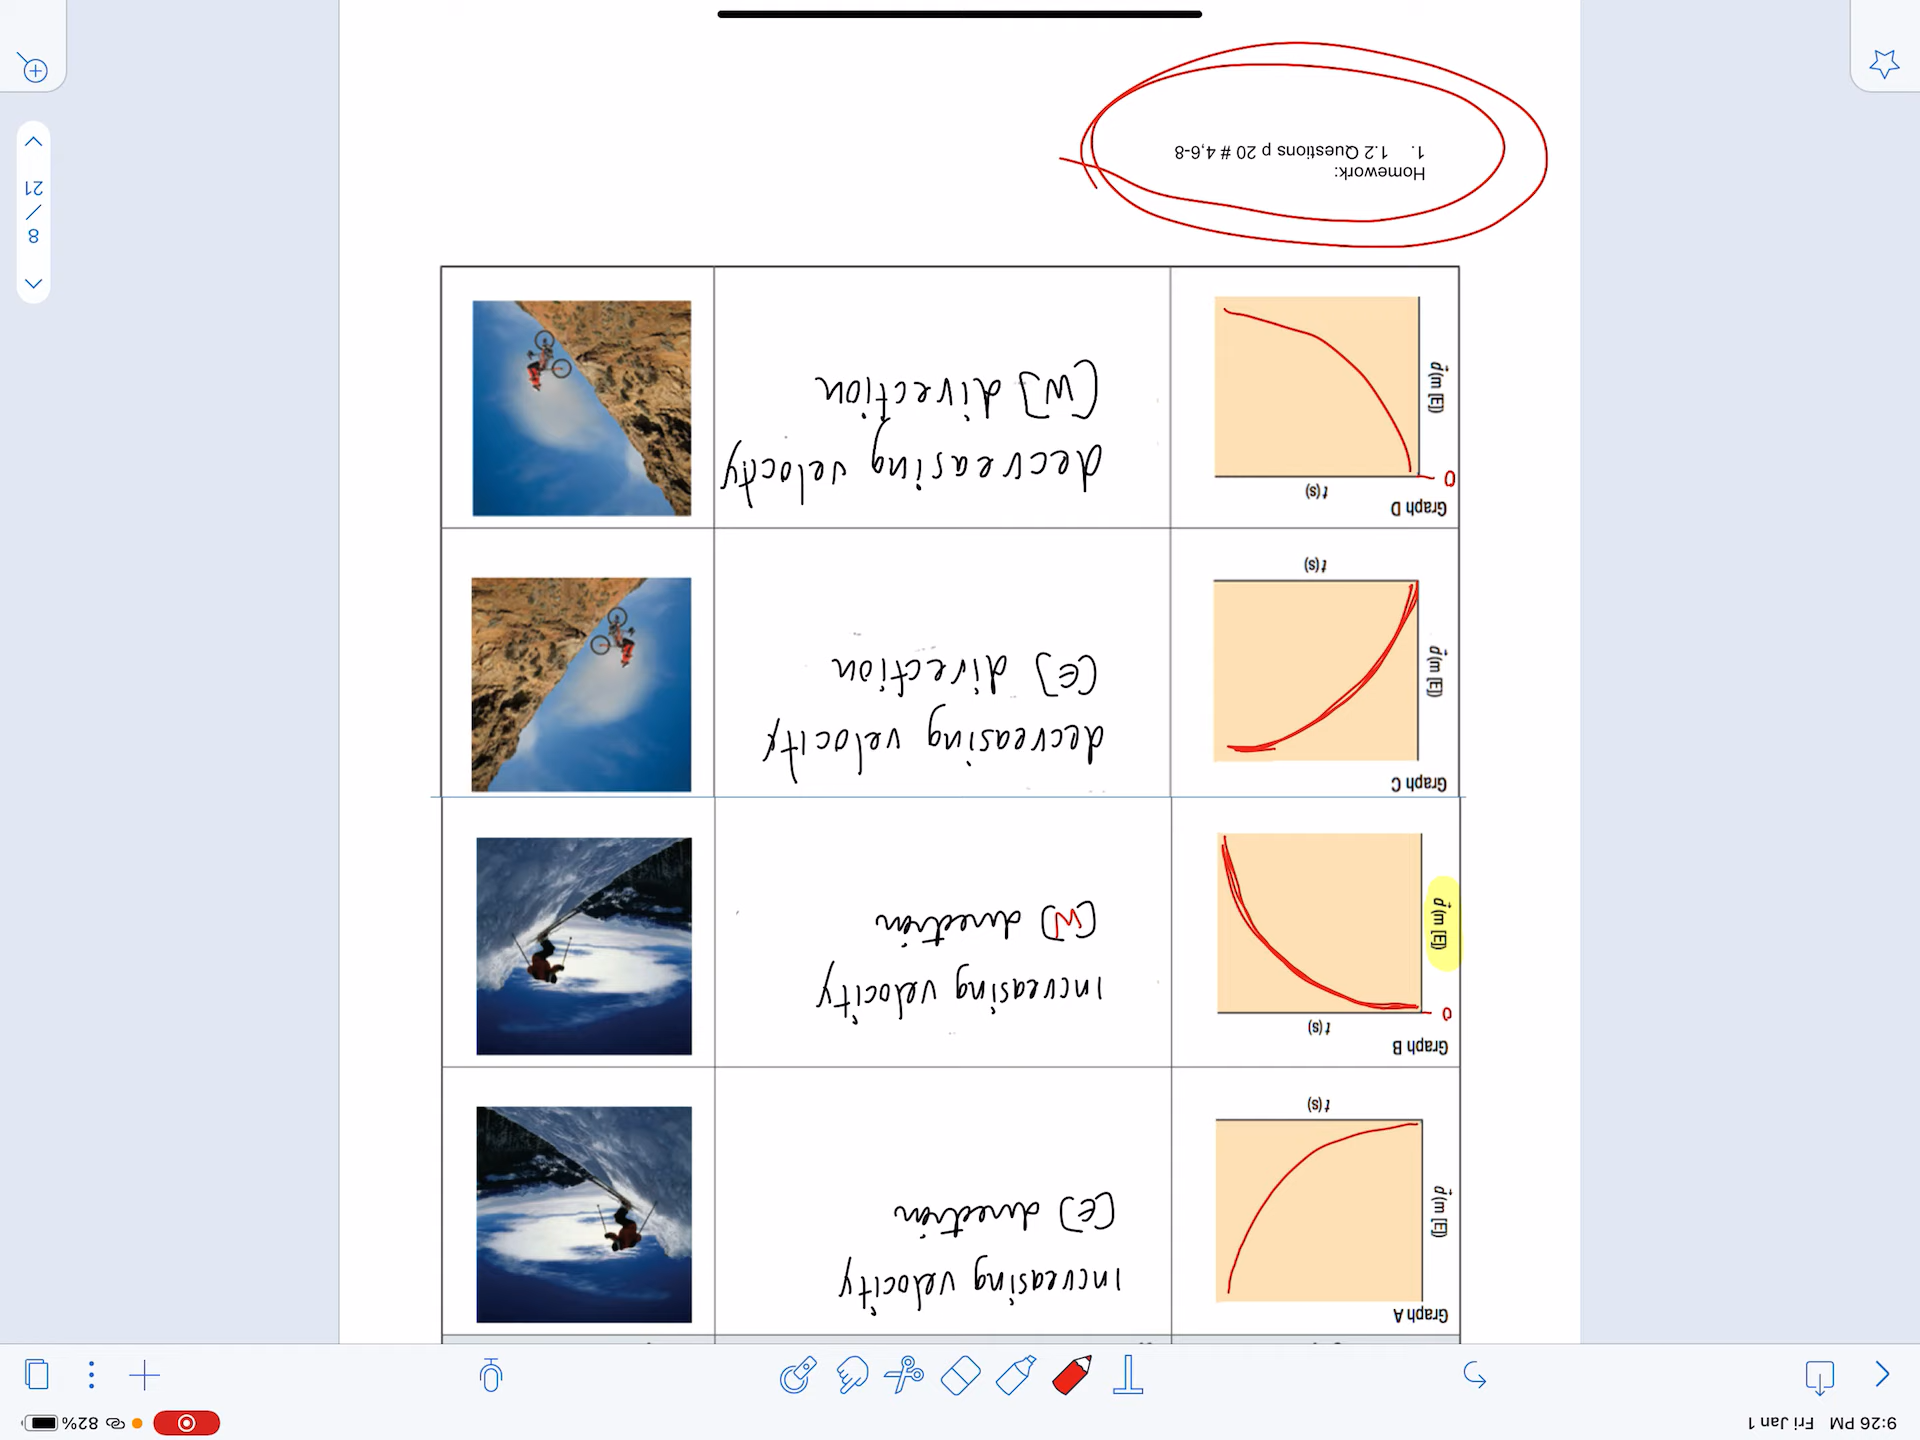 9:26 PM Fri Jan 1
82%
Graph A
d (m [E])
t (s)
increasing velocity
[E] direction
Graph B
0
t (s)
d (m [E])
increasing velocity
[W] direction
Graph C
d (m [E])
t (s)
decreasing velocity
[E] direction
Graph D
0
t (s)
d (m [E])
decreasing velocity
[W] direction
8 / 21
Homework:
1. 1.2 Questions p 20 # 4,6-8